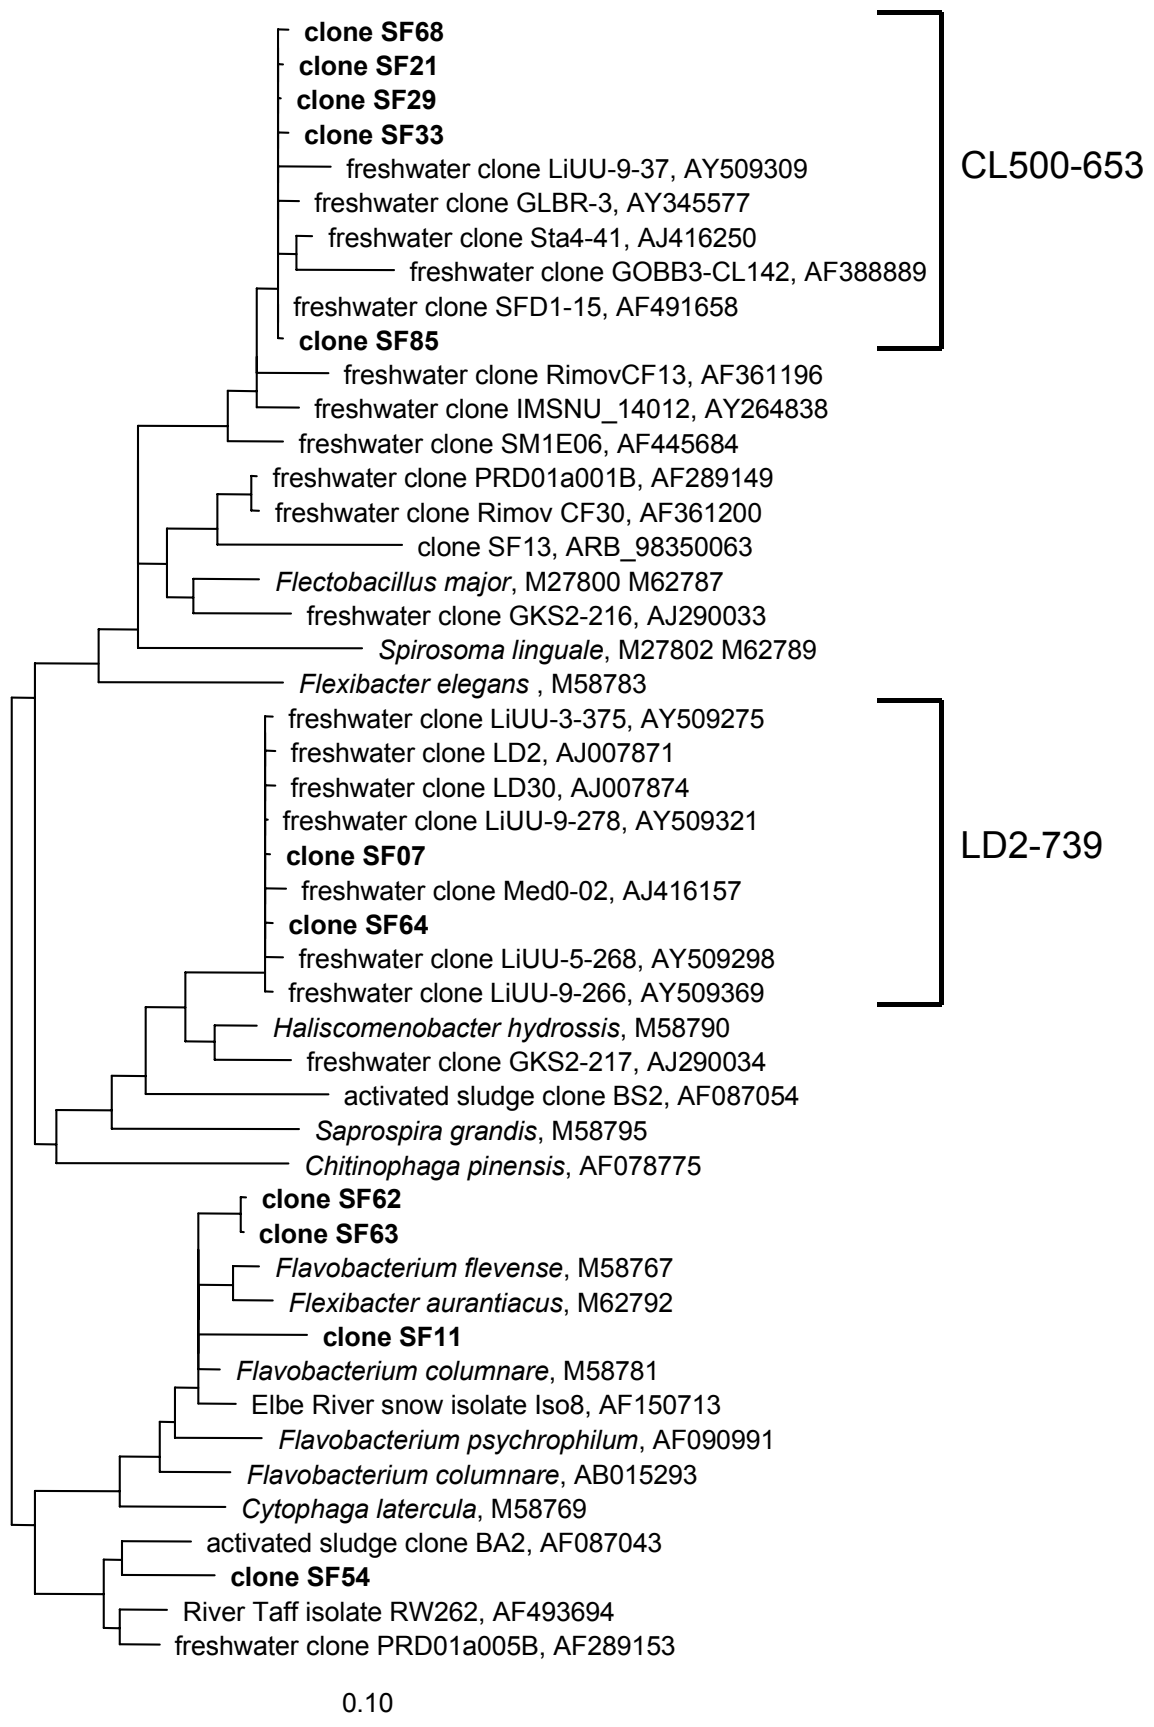 clone SF68
clone SF21
clone SF29
clone SF33
freshwater clone LiUU-9-37, AY509309
CL500-653
freshwater clone GLBR-3, AY345577
freshwater clone Sta4-41, AJ416250
freshwater clone GOBB3-CL142, AF388889
freshwater clone SFD1-15, AF491658
clone SF85
freshwater clone RimovCF13, AF361196
freshwater clone IMSNU_14012, AY264838
freshwater clone SM1E06, AF445684
freshwater clone PRD01a001B, AF289149
freshwater clone Rimov CF30, AF361200
clone SF13, ARB_98350063
Flectobacillus major, M27800 M62787
freshwater clone GKS2-216, AJ290033
Spirosoma linguale, M27802 M62789
Flexibacter elegans , M58783
freshwater clone LiUU-3-375, AY509275
freshwater clone LD2, AJ007871
freshwater clone LD30, AJ007874
freshwater clone LiUU-9-278, AY509321
LD2-739
clone SF07
freshwater clone Med0-02, AJ416157
clone SF64
freshwater clone LiUU-5-268, AY509298
freshwater clone LiUU-9-266, AY509369
Haliscomenobacter hydrossis, M58790
freshwater clone GKS2-217, AJ290034
activated sludge clone BS2, AF087054
Saprospira grandis, M58795
Chitinophaga pinensis, AF078775
clone SF62
clone SF63
Flavobacterium flevense, M58767
Flexibacter aurantiacus, M62792
clone SF11
Flavobacterium columnare, M58781
Elbe River snow isolate Iso8, AF150713
Flavobacterium psychrophilum, AF090991
Flavobacterium columnare, AB015293
Cytophaga latercula, M58769
activated sludge clone BA2, AF087043
clone SF54
River Taff isolate RW262, AF493694
freshwater clone PRD01a005B, AF289153
0.10